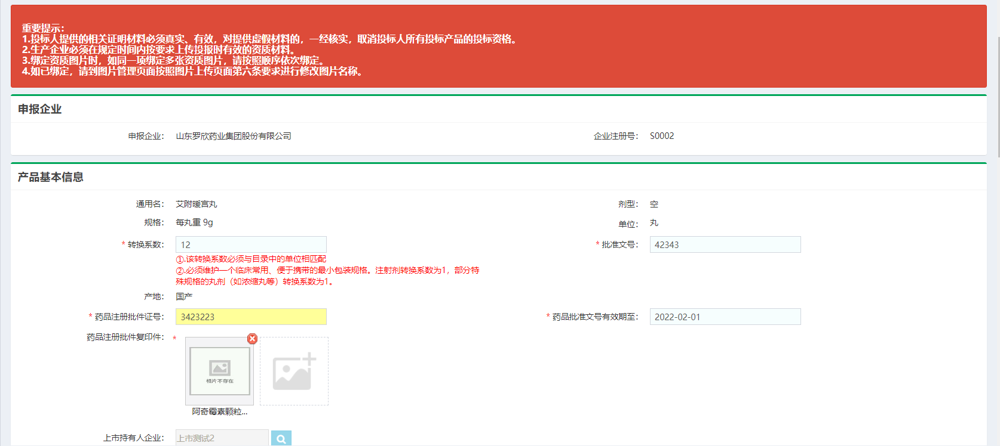 重要提示：
1.投标人提供的相关证明材料必须真实、有效，对提供虚假材料的，一经核实，取消投标人所有投标产品的投标资格。
2.生产企业必须在规定时间内按要求上传投报时有效的资质材料。
3.绑定资质图片时，如同一项绑定多张资质图片，请按照顺序依次绑定。
4.如已绑定，请到图片管理页面按照图片上传页面第六条要求进行修改图片名称。
申报企业
申报企业： 山东罗欣药业集团股份有限公司 企业注册号： S0002
产品基本信息
通用名： 艾附暖宫丸 剂型： 空
规格： 每丸重 9g 单位： 丸
* 转换系数： 12 * 批准文号： 42343
①.该转换系数必须与目录中的单位相匹配
②.必须维护一个临床常用、便于携带的最小包装规格。注射剂转换系数为1，部分特
殊规格的丸剂（如浓缩丸等）转换系数为1。
产地： 国产
* 药品注册批件证号： 3423223 * 药品批准文号有效期至： 2022-02-01
药品注册批件复印件： *
相片不存在
阿奇霉素颗粒...
上市持有人企业： 上市测试2